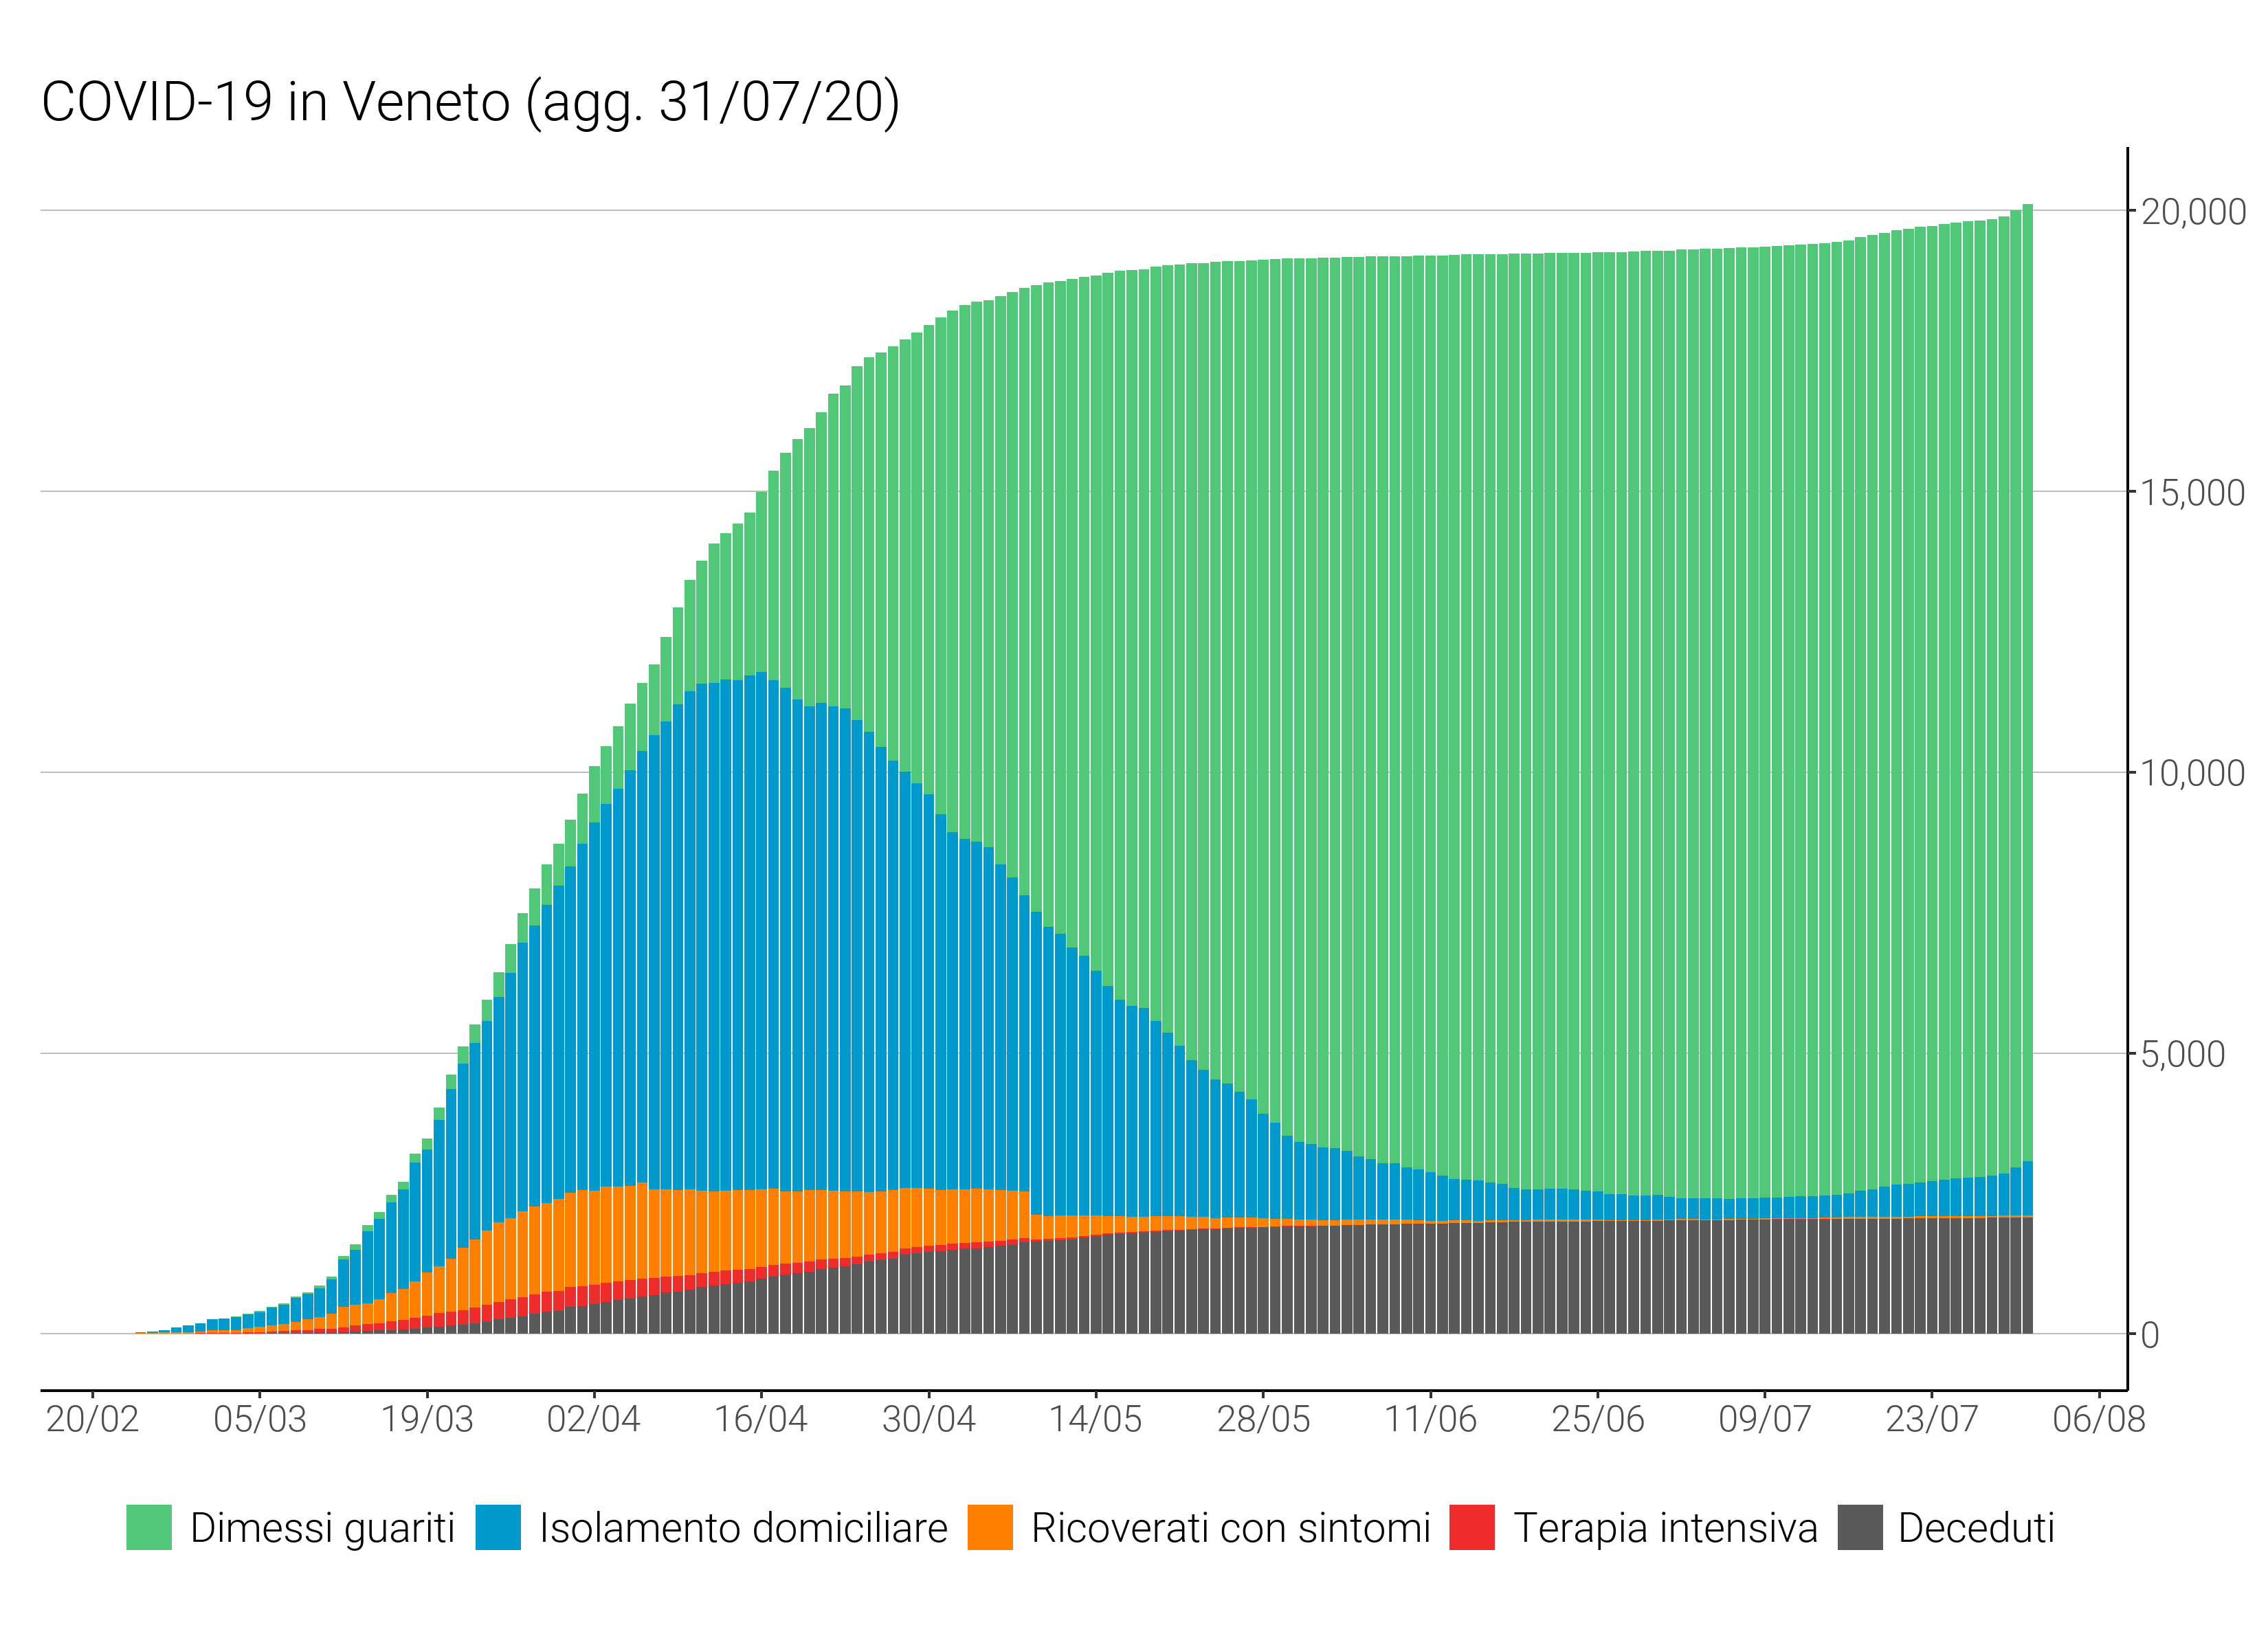 COVID-19 in Veneto (agg. 31/07/20)
20,000
15,000
10,000
5,000
0
20/02 05/03 19/03 02/04 16/04 30/04 14/05 28/05 11/06 25/06 09/07 23/07 06/08
Dimessi guariti Isolamento domiciliare Ricoverati con sintomi Terapia intensiva Deceduti